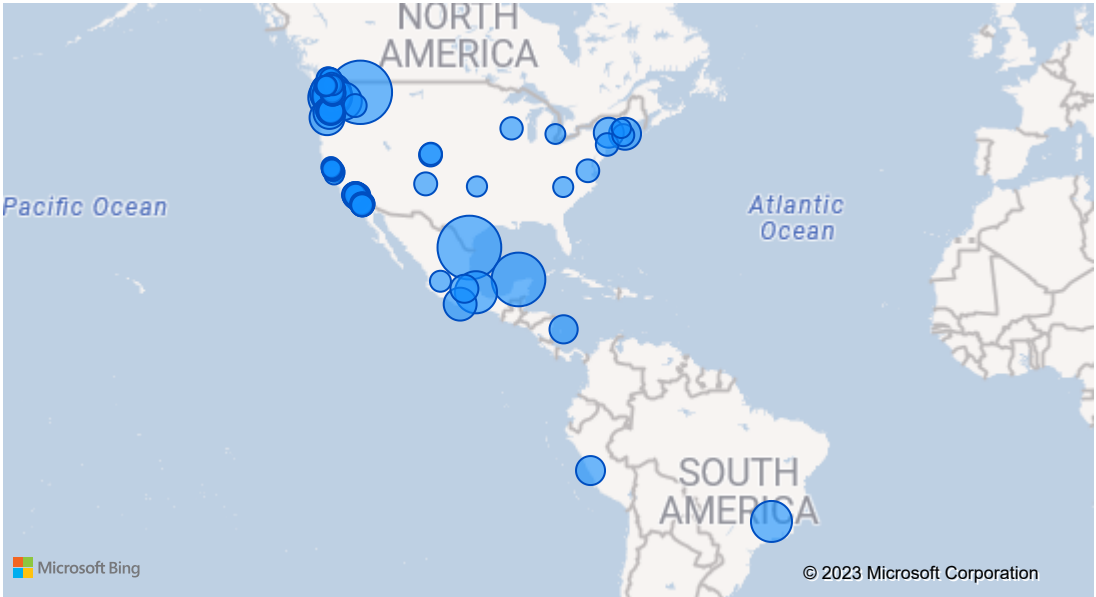 NORTH
AMERICA
Pacific Ocean
Atlantic
Ocean
SOUTH
AMERICA
Microsoft Bing
© 2023 Microsoft Corporation